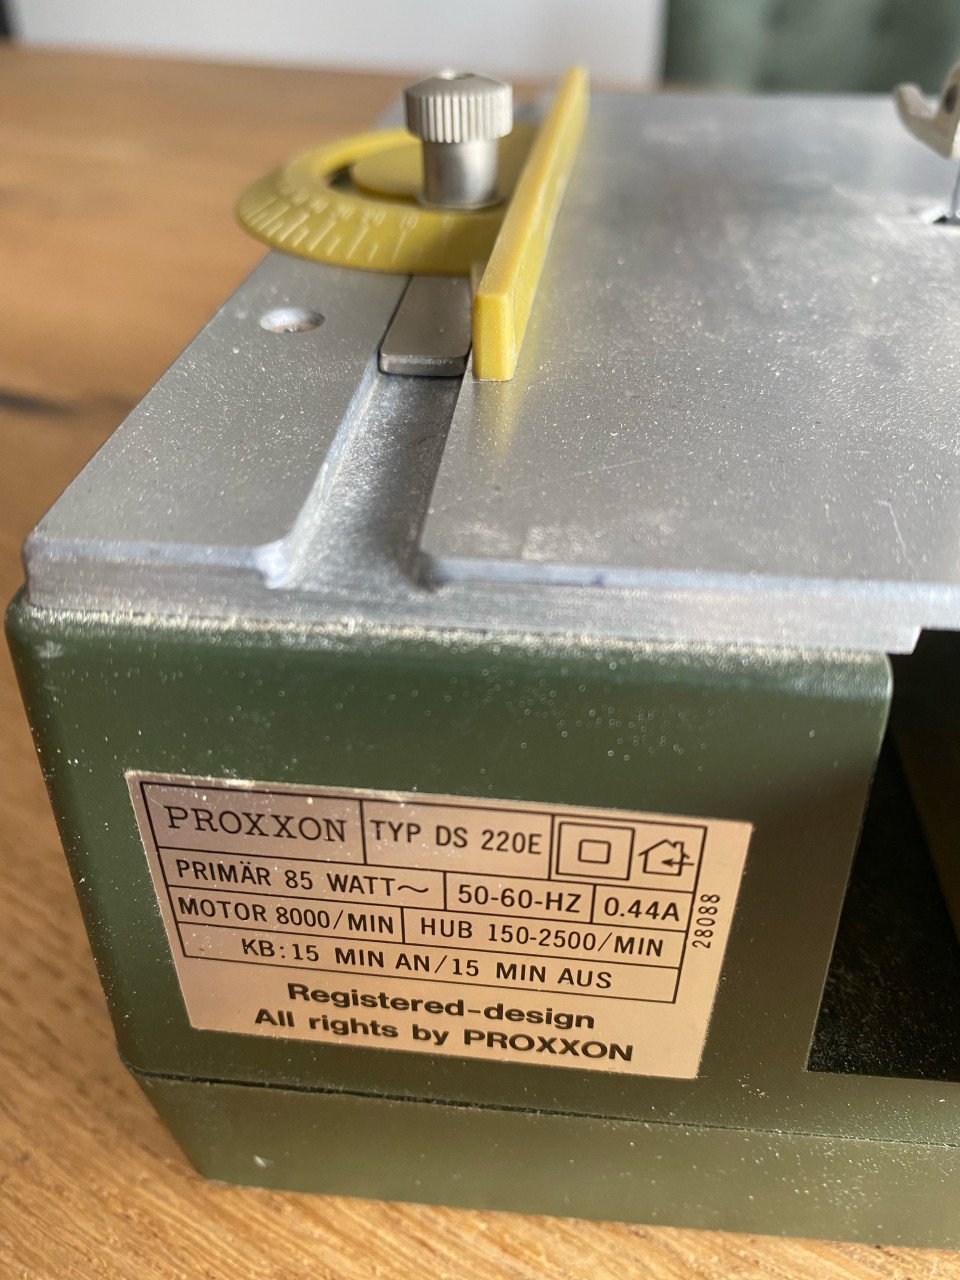 PROXXON TYP DS 220E
PRIMÄR 85 WATT~ 50-60-HZ 0.44A
MOTOR 8000/MIN HUB 150-2500/MIN
KB: 15 MIN AN/15 MIN AUS
Registered-design
All rights by PROXXON
28088